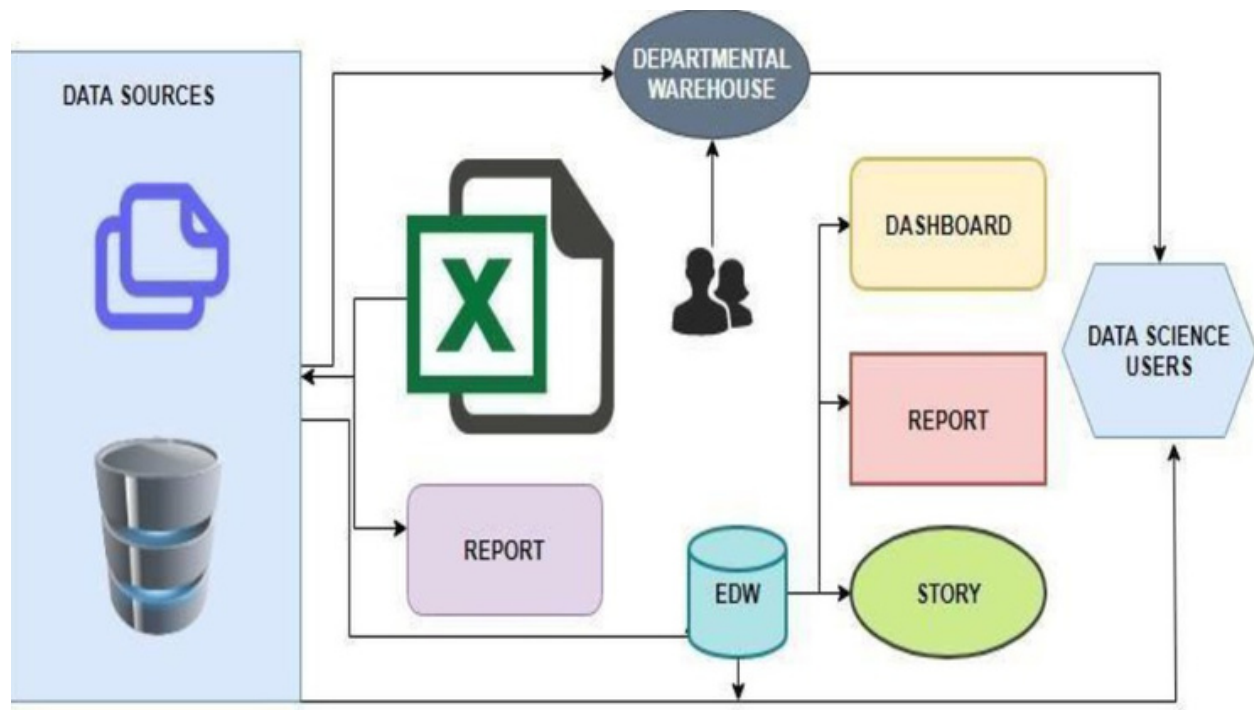 DATA SOURCES
DEPARTMENTAL
WAREHOUSE
X
DASHBOARD
DATA SCIENCE
USERS
REPORT
REPORT
EDW
STORY